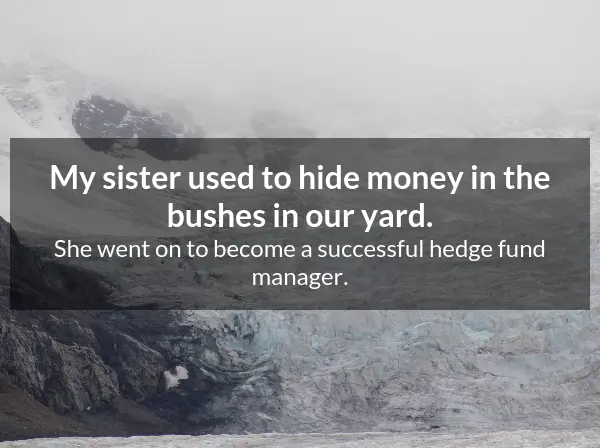 My sister used to hide money in the
bushes in our yard.
She went on to become a successful hedge fund
manager.